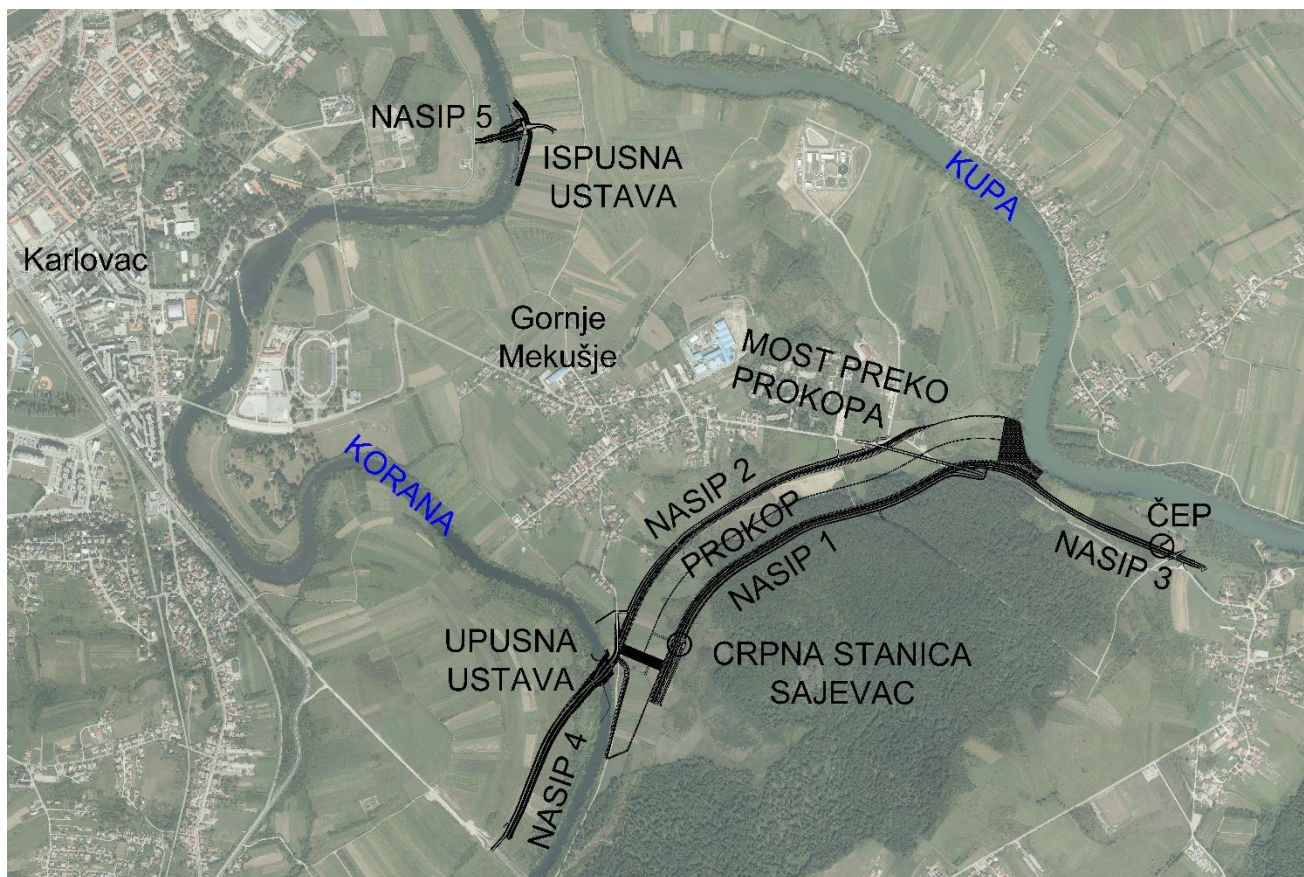 NASIP 5
ISPUSNA
USTAVA
KUPA
Karlovac
Gornje
Mekušje
MOST PREKO
PROKOPA
KORANA
NASIP 2
PROKOP
NASIP 1
ČEP
NASIP 3
UPUSNA
USTAVA
CRPNA STANICA
SAJEVAC
NASIP 4